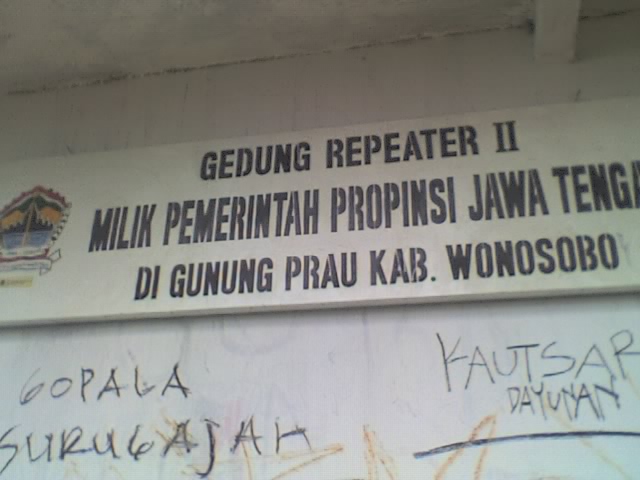 GEDUNG REPEATER II
MILIK PEMERINTAH PROPINSI JAWA TENGA
DI GUNUNG PRAU KAB. WONOSOBO
GOPALA
SURUGAJAH
KAUTSAR
DAYUNAN